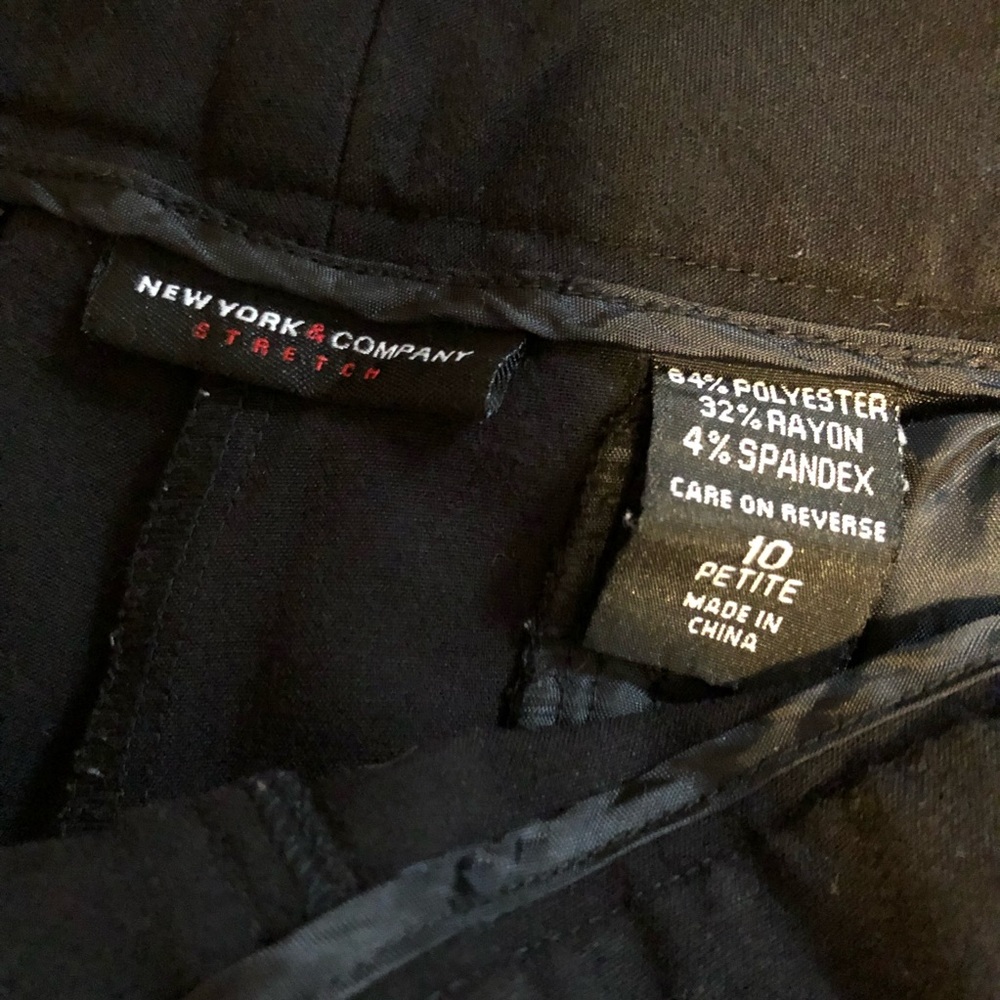 NEW YORK & COMPANY
STRETCH
64% POLYESTER
32% RAYON
4% SPANDEX
CARE ON REVERSE
10
PETITE
MADE IN
CHINA